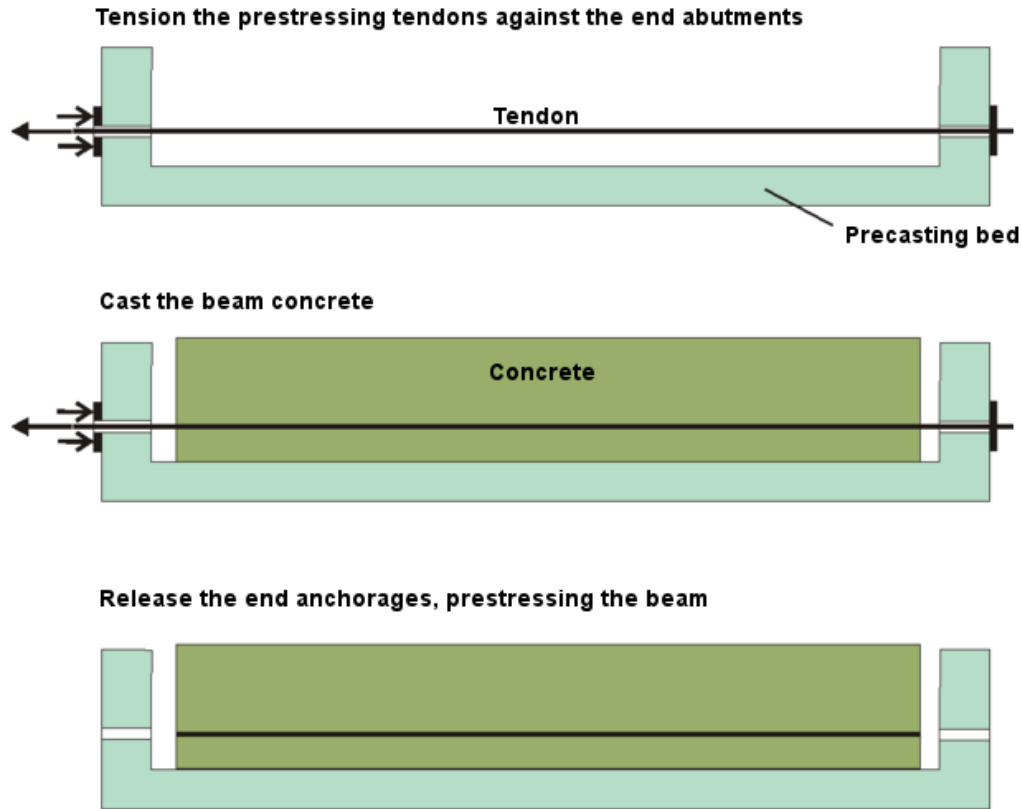 Tension the prestressing tendons against the end abutments
Tendon
Precasting bed
Cast the beam concrete
Concrete
Release the end anchorages, prestressing the beam